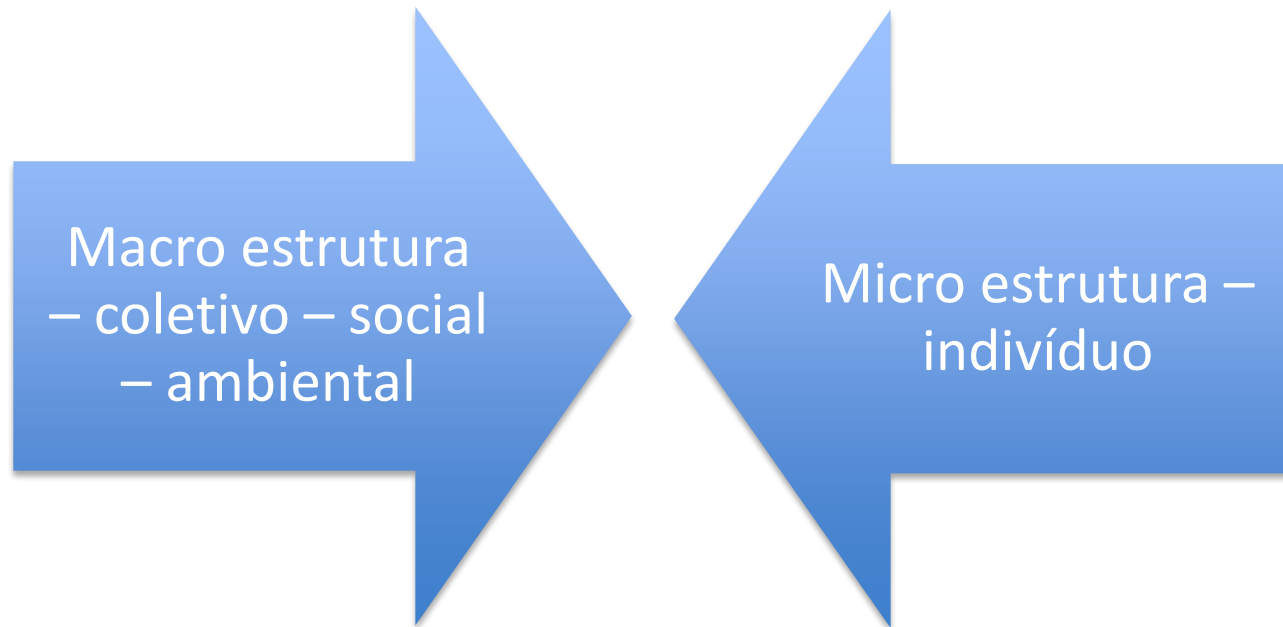 Macro estrutura
– coletivo – social
– ambiental
Micro estrutura –
indivíduo